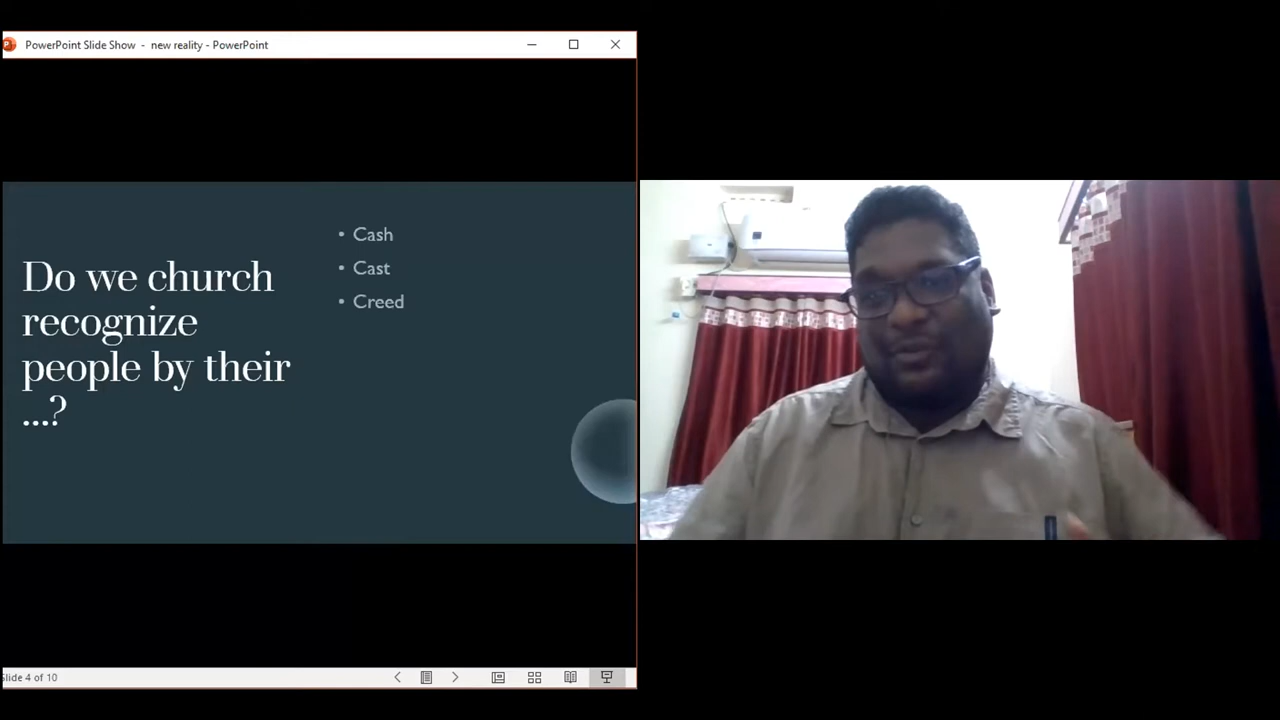 PowerPoint Slide Show - new reality - PowerPoint
Do we church
recognize
people by their
...?
• Cash
• Cast
• Creed
Slide 4 of 10